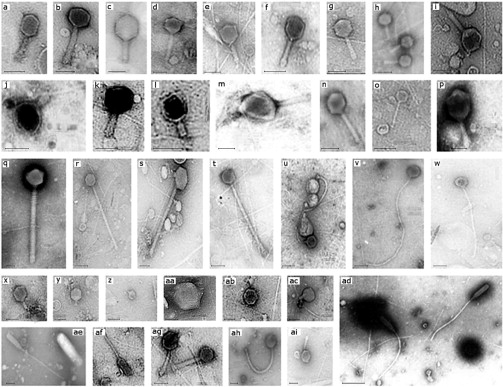 a b c d e f g h i
j k l m n o p
q r s t u v w
x y z aa ab ac ad
ae af ag ah ai